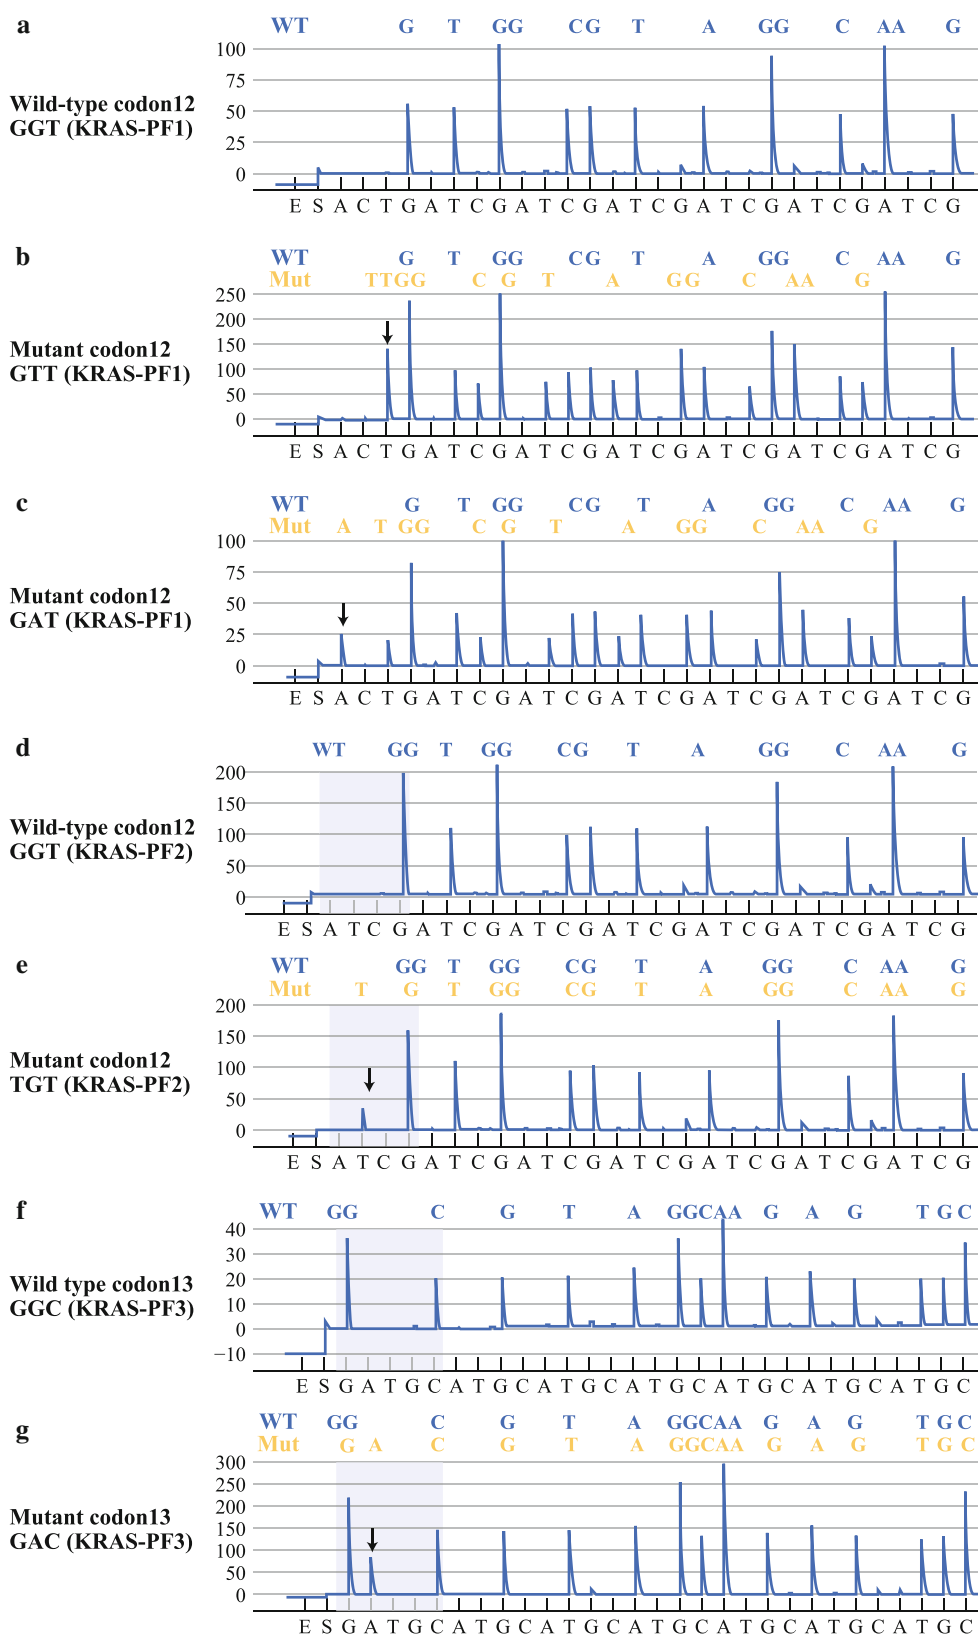 a
WT G T GG CG T A GG C AA G
Wild-type codon12
GGT (KRAS-PF1)
100
75
50
25
0
E S A C T G A T C G A T C G A T C G A T C G A T C G A T C G
b
WT G T GG CG T A GG C AA G
Mut TTGG C G T A GG C AA G
Mutant codon12
GTT (KRAS-PF1)
250
200
150
100
50
0
E S A C T G A T C G A T C G A T C G A T C G A T C G A T C G
c
WT G T GG CG T A GG C AA G
Mut A T GG C G T A GG C AA G
Mutant codon12
GAT (KRAS-PF1)
100
75
50
25
0
E S A C T G A T C G A T C G A T C G A T C G A T C G A T C G
d
WT GG T GG CG T A GG C AA G
Wild-type codon12
GGT (KRAS-PF2)
200
150
100
50
0
E S A T C G A T C G A T C G A T C G A T C G A T C G A T C G
e
WT GG T GG CG T A GG C AA G
Mut T G T GG CG T A GG C AA G
Mutant codon12
TGT (KRAS-PF2)
200
150
100
50
0
E S A T C G A T C G A T C G A T C G A T C G A T C G A T C G
f
WT GG C G T A GGCAA G A G T G C
Wild type codon13
GGC (KRAS-PF3)
40
30
20
10
0
−10
E S G A T G C A T G C A T G C A T G C A T G C A T G C A T G C
g
WT GG C G T A GGCAA G A G T G C
Mut G A C G T A GGCAA G A G T G C
Mutant codon13
GAC (KRAS-PF3)
300
250
200
150
100
50
0
E S G A T G C A T G C A T G C A T G C A T G C A T G C A T G C